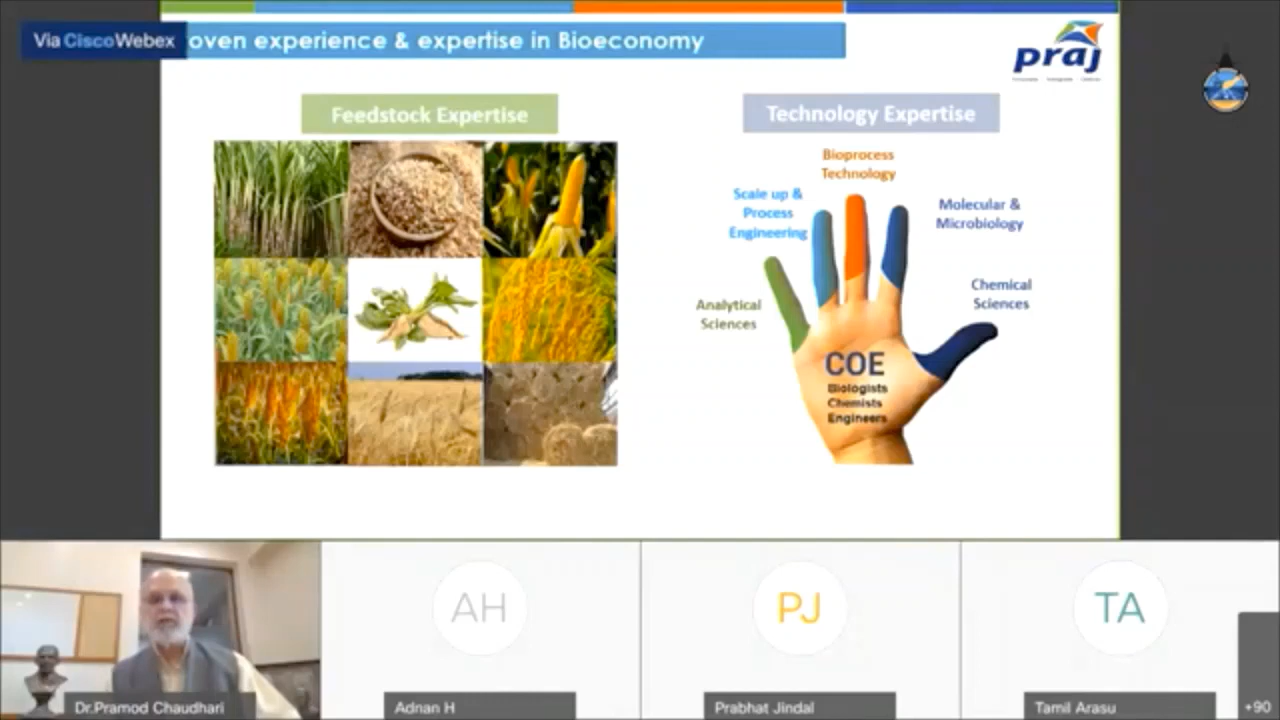 Via Cisco Webex
oven experience & expertise in Bioeconomy
praj
Feedstock Expertise
Technology Expertise
Bioprocess
Technology
Scale up &
Process
Engineering
Molecular &
Microbiology
Analytical
Sciences
Chemical
Sciences
COE
Biologists
Chemists
Engineers
AH
PJ
TA
Dr.Pramod Chaudhari
Adnan H
Prabhat Jindal
Tamil Arasu
+90